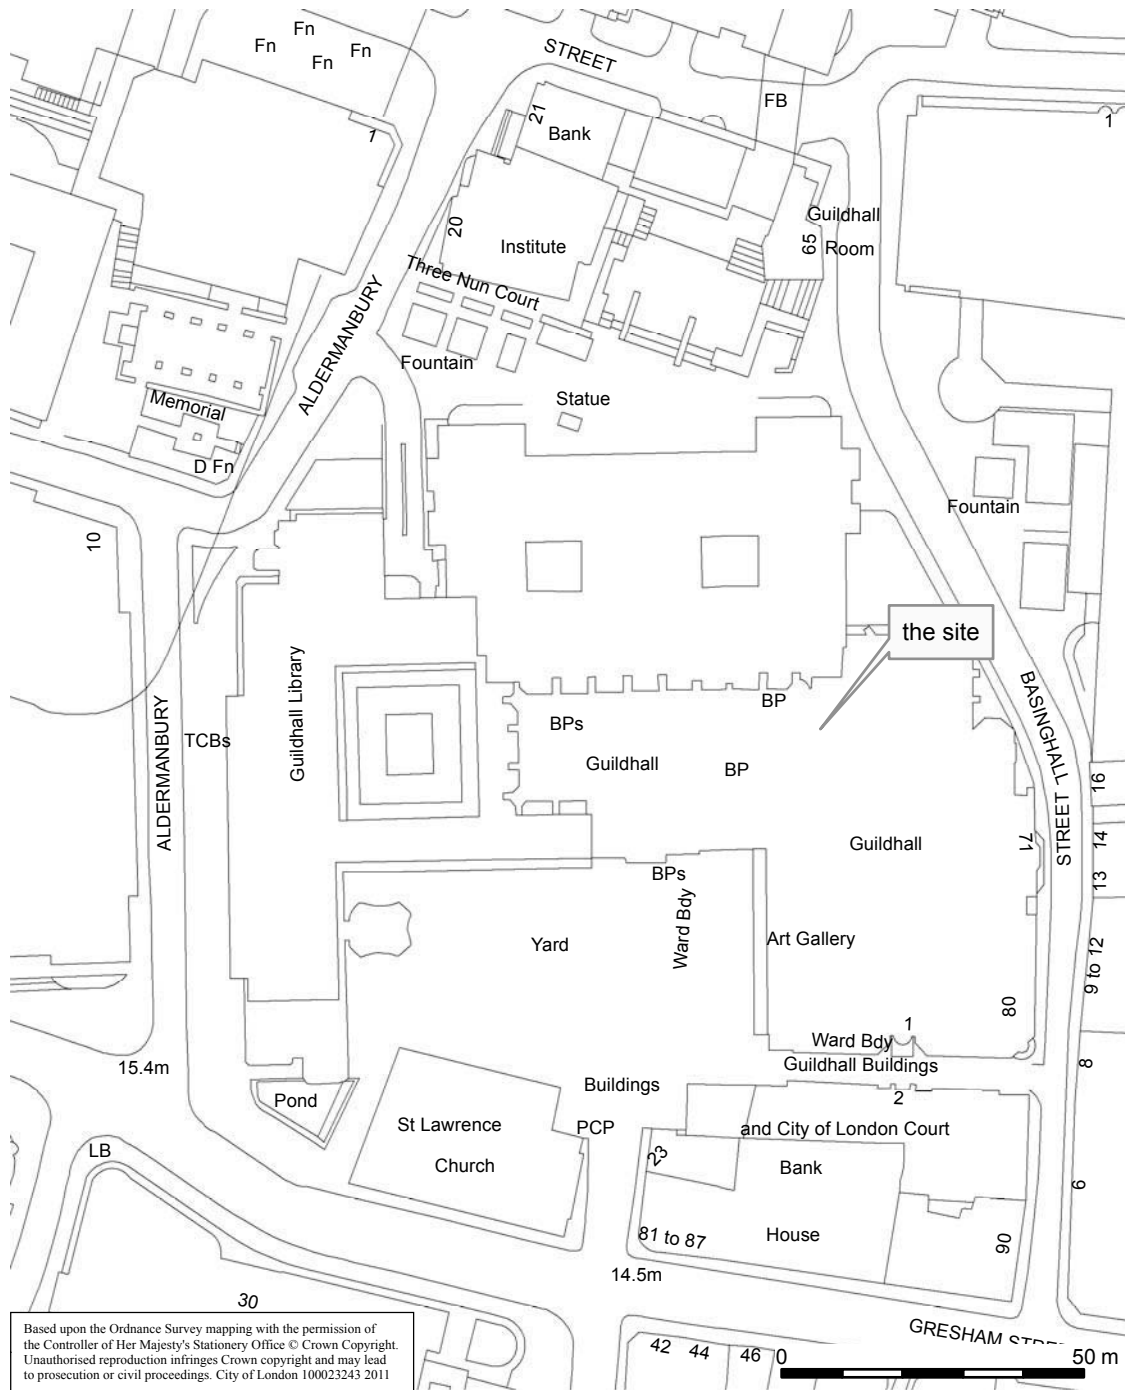 Fn
Fn
Fn
Fn
STREET
FB
21
Bank
1
1
20
Institute
Guildhall
65
Room
Three Nun Court
ALDERMANBURY
Fountain
Statue
Memorial
D Fn
Fountain
10
the site
Guildhall Library
BASINGHALL
STREET
BP
BPs
TCBs
ALDERMANBURY
Guildhall
BP
16
Guildhall
71
14
13
BPs
Ward Bdy
Yard
Art Gallery
9 to 12
80
1
Ward Bdy
Guildhall Buildings
8
15.4m
Buildings
Pond
2
St Lawrence
PCP
and City of London Court
LB
Church
23
Bank
6
81 to 87
House
90
14.5m
30
GRESHAM STRE
42
44
46
0
50 m
Based upon the Ordnance Survey mapping with the permission of
the Controller of Her Majesty's Stationery Office © Crown Copyright.
Unauthorised reproduction infringes Crown copyright and may lead
to prosecution or civil proceedings. City of London 100023243 2011